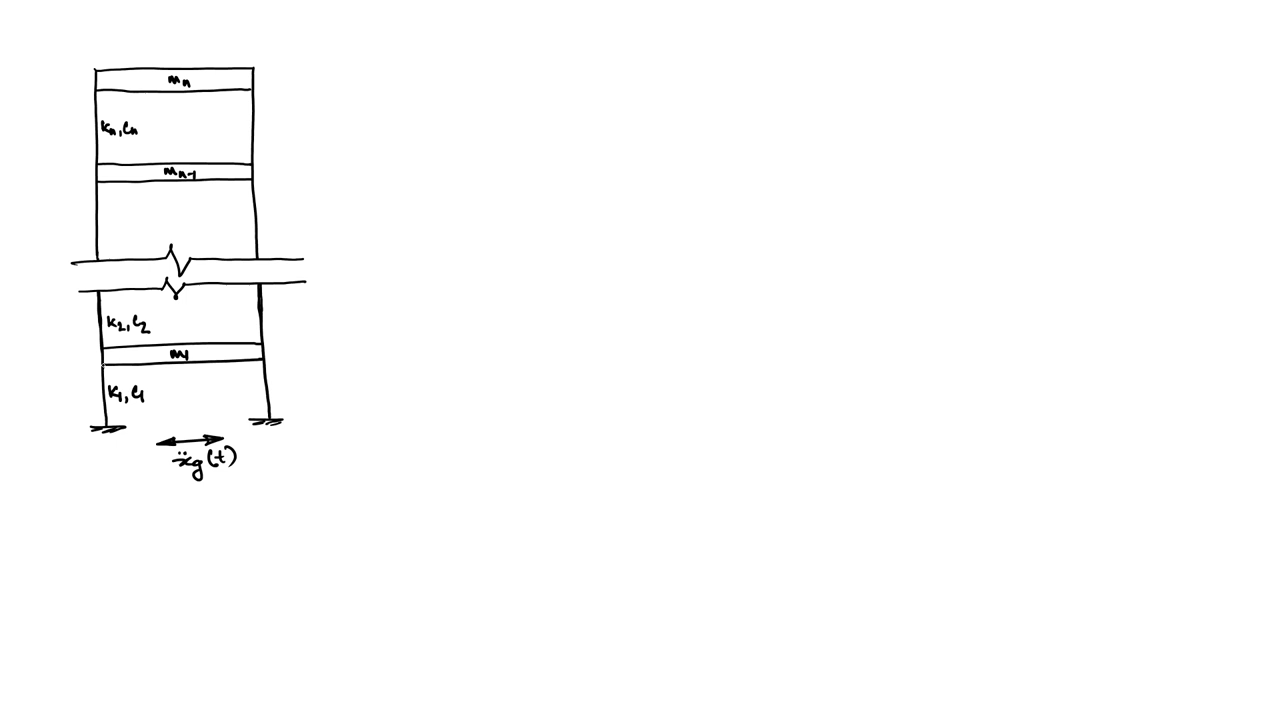 mₙ
kₙ, cₙ
mₙ₋₁
k₂, c₂
m₁
k₁, c₁
ẍg(t)